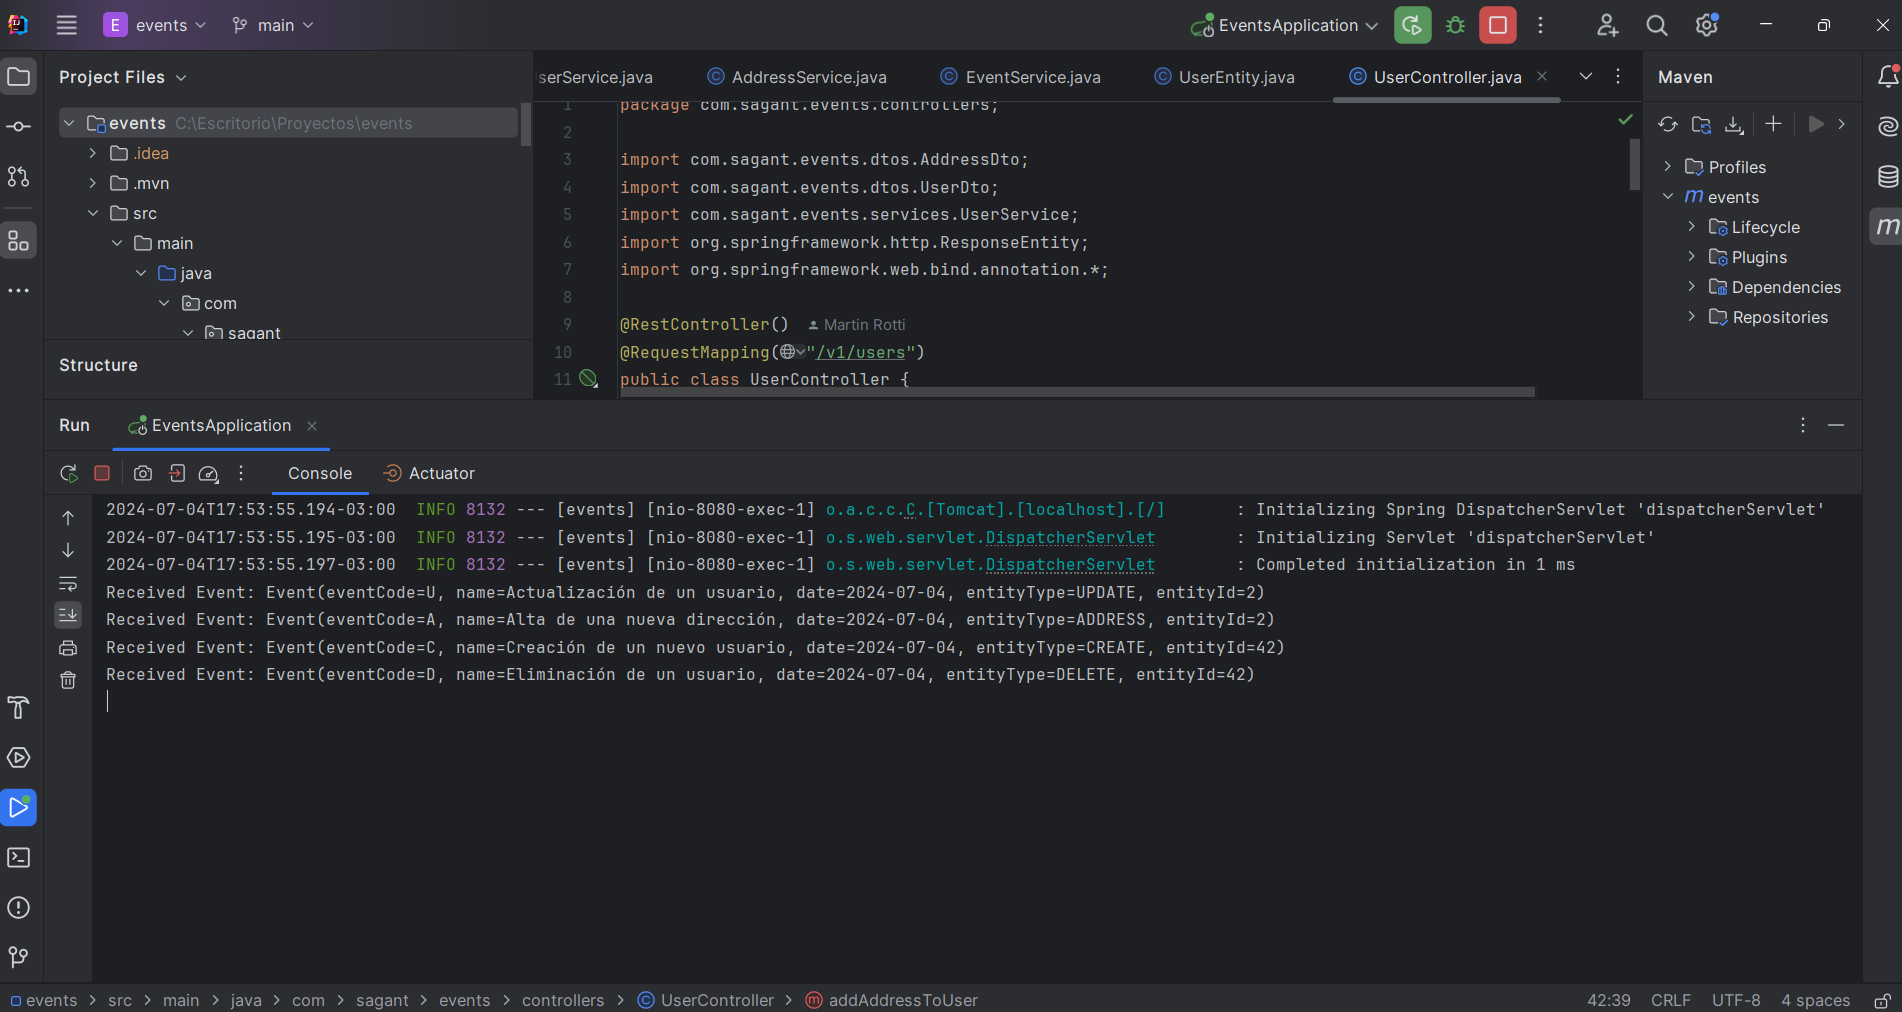 E events main EventsApplication
Project Files
serService.java AddressService.java EventService.java UserEntity.java UserController.java
Maven
events C:\Escritorio\Proyectos\events
.idea
.mvn
src
main
java
com
sagant
Structure
1 package com.sagant.events.controllers;
2
3 import com.sagant.events.dtos.AddressDto;
4 import com.sagant.events.dtos.UserDto;
5 import com.sagant.events.services.UserService;
6 import org.springframework.http.ResponseEntity;
7 import org.springframework.web.bind.annotation.*;
8
9 @RestController() Martin Rotti
10 @RequestMapping("/v1/users")
11 public class UserController {
Profiles
m events
Lifecycle
Plugins
Dependencies
Repositories
m
Run EventsApplication
Console Actuator
2024-07-04T17:53:55.194-03:00 INFO 8132 --- [events] [nio-8080-exec-1] o.a.c.c.C.[Tomcat].[localhost].[/] : Initializing Spring DispatcherServlet 'dispatcherServlet'
2024-07-04T17:53:55.195-03:00 INFO 8132 --- [events] [nio-8080-exec-1] o.s.web.servlet.DispatcherServlet : Initializing Servlet 'dispatcherServlet'
2024-07-04T17:53:55.197-03:00 INFO 8132 --- [events] [nio-8080-exec-1] o.s.web.servlet.DispatcherServlet : Completed initialization in 1 ms
Received Event: Event(eventCode=U, name=Actualización de un usuario, date=2024-07-04, entityType=UPDATE, entityId=2)
Received Event: Event(eventCode=A, name=Alta de una nueva dirección, date=2024-07-04, entityType=ADDRESS, entityId=2)
Received Event: Event(eventCode=C, name=Creación de un nuevo usuario, date=2024-07-04, entityType=CREATE, entityId=42)
Received Event: Event(eventCode=D, name=Eliminación de un usuario, date=2024-07-04, entityType=DELETE, entityId=42)
events > src > main > java > com > sagant > events > controllers > UserController > addAddressToUser
42:39 CRLF UTF-8 4 spaces